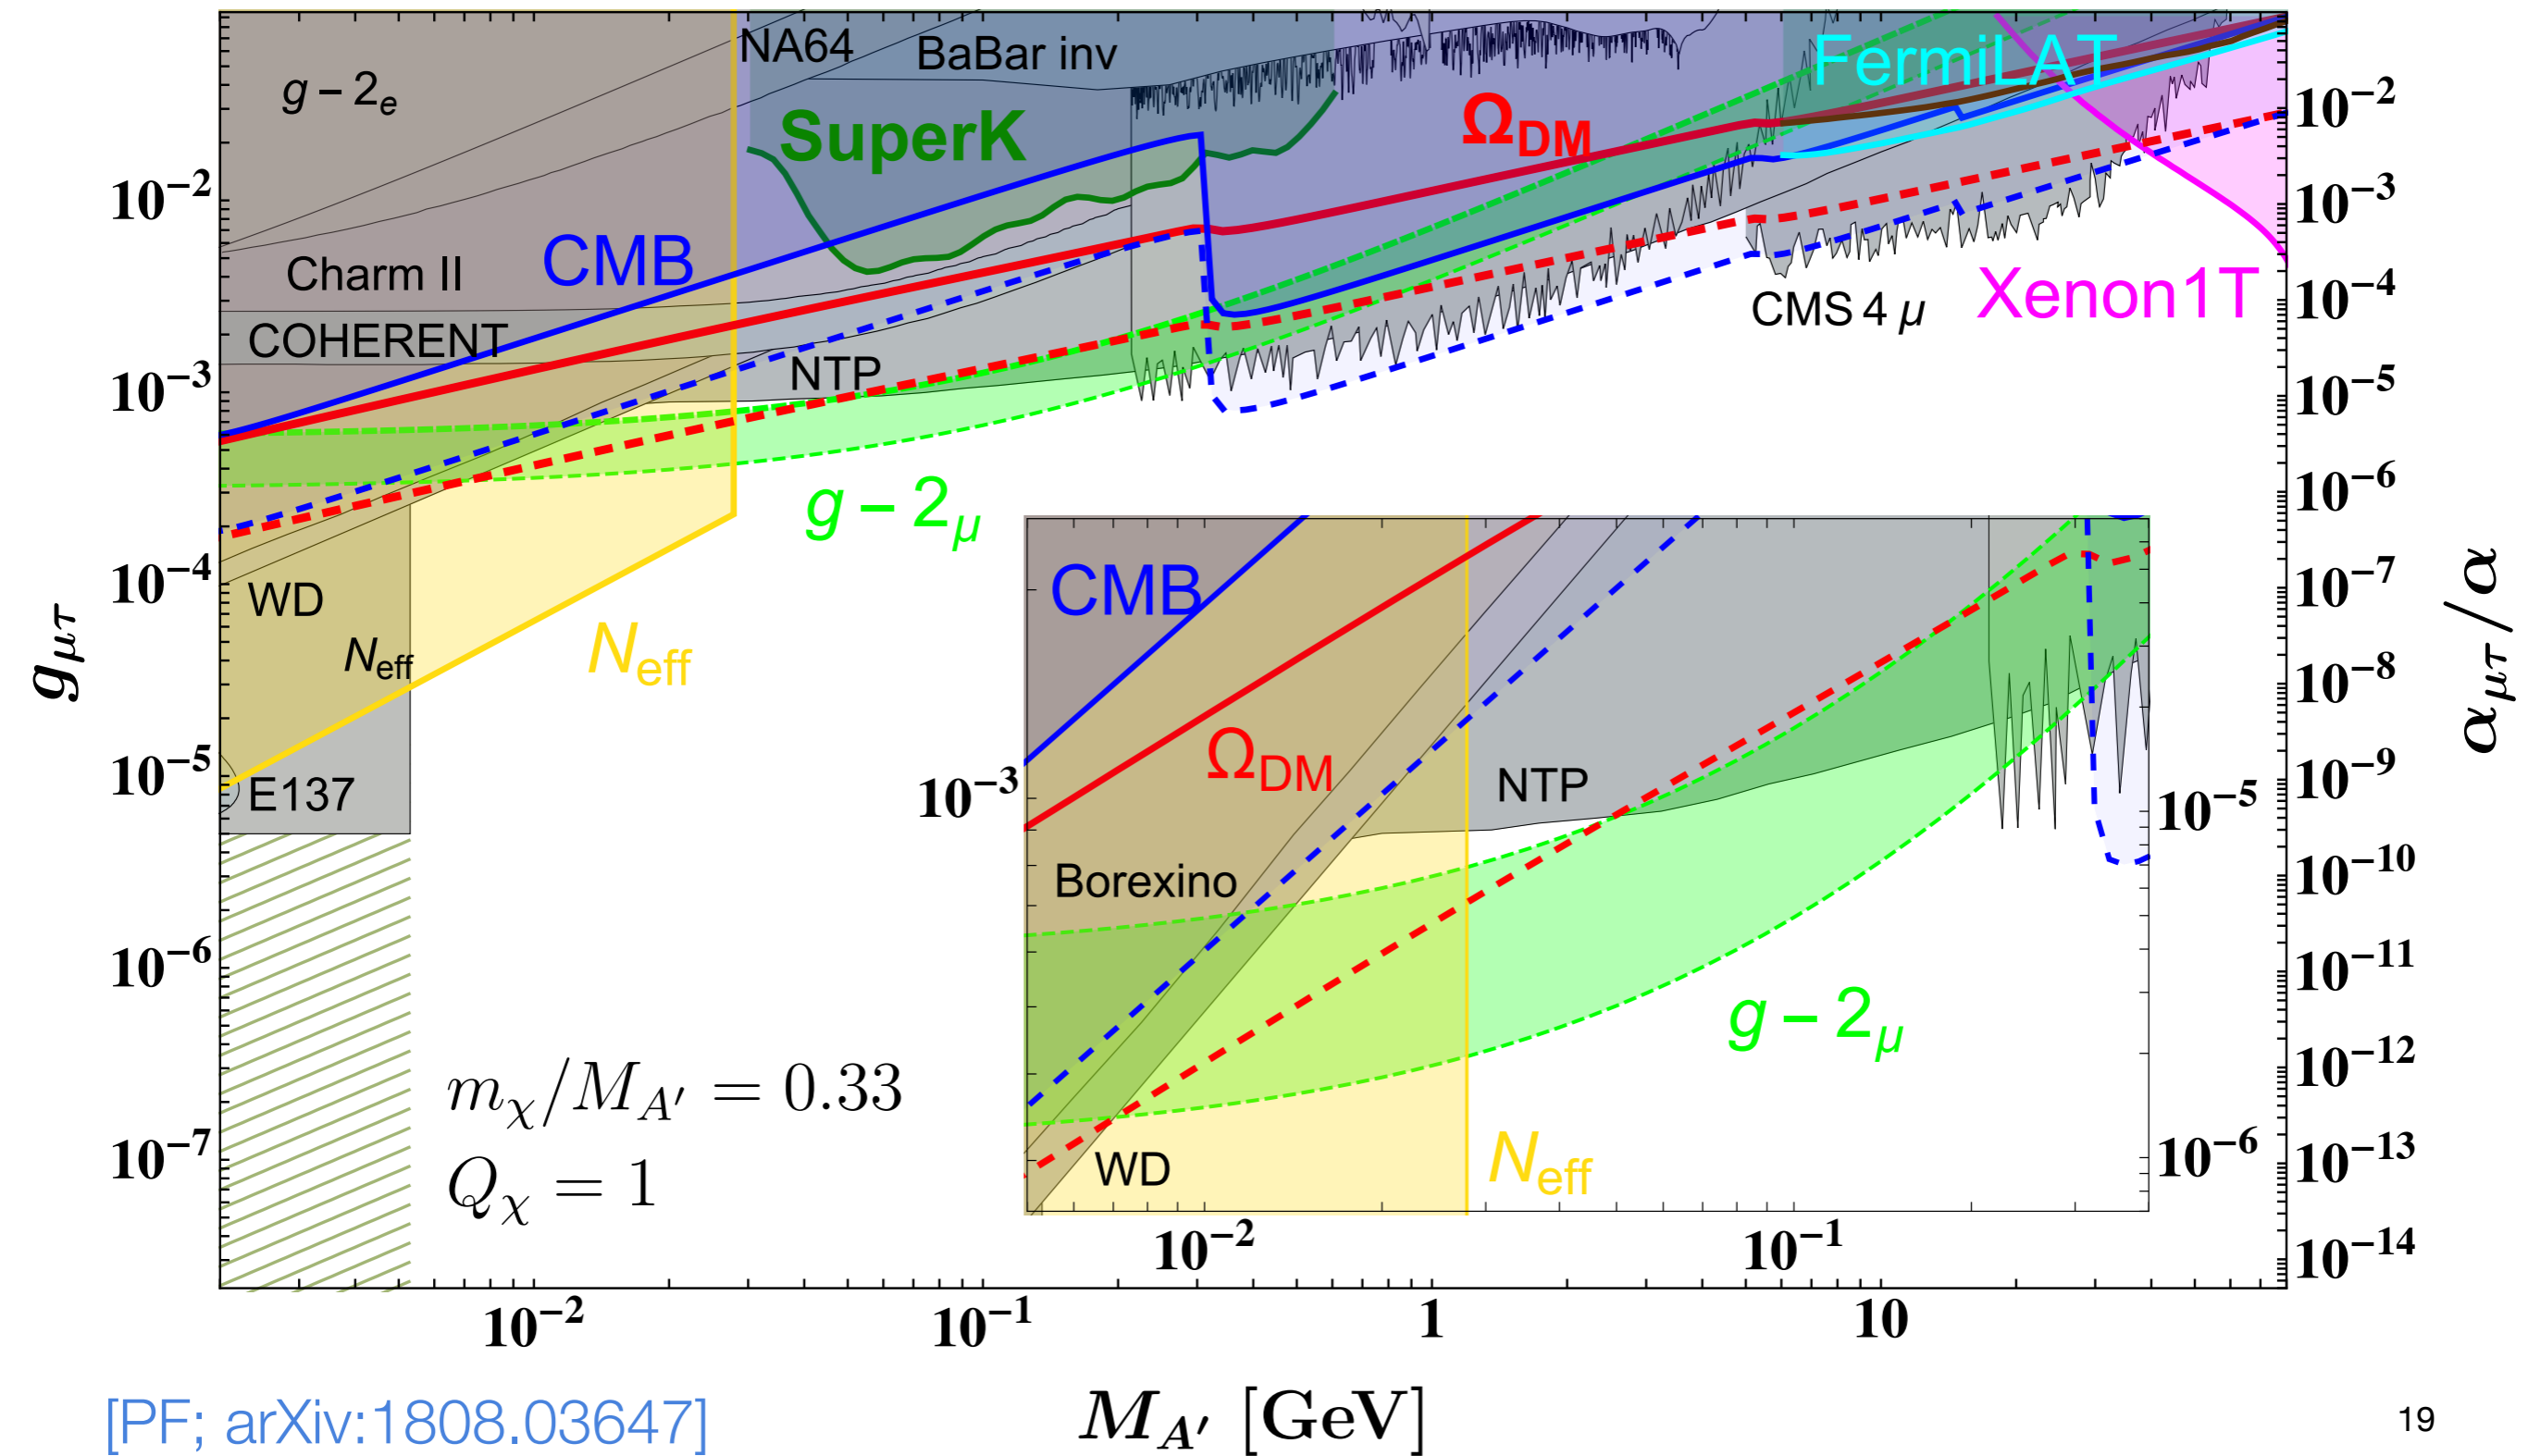 g−2e
NA64
BaBar inv
FermiLAT
SuperK
ΩDM
CMB
Charm II
COHERENT
NTP
CMS 4 μ
Xenon1T
g−2μ
WD
Neff
Neff
E137
10−2
10−3
10−4
10−5
10−6
10−7
gμτ
10−2
10−3
10−4
10−5
10−6
10−7
10−8
10−9
10−10
10−11
10−12
10−13
10−14
αμτ/α
CMB
ΩDM
NTP
Borexino
g−2μ
WD
Neff
10−3
10−5
10−6
10−2
10−1
mχ/MA′ = 0.33
Qχ = 1
10−2
10−1
1
10
MA′ [GeV]
[PF; arXiv:1808.03647]
19